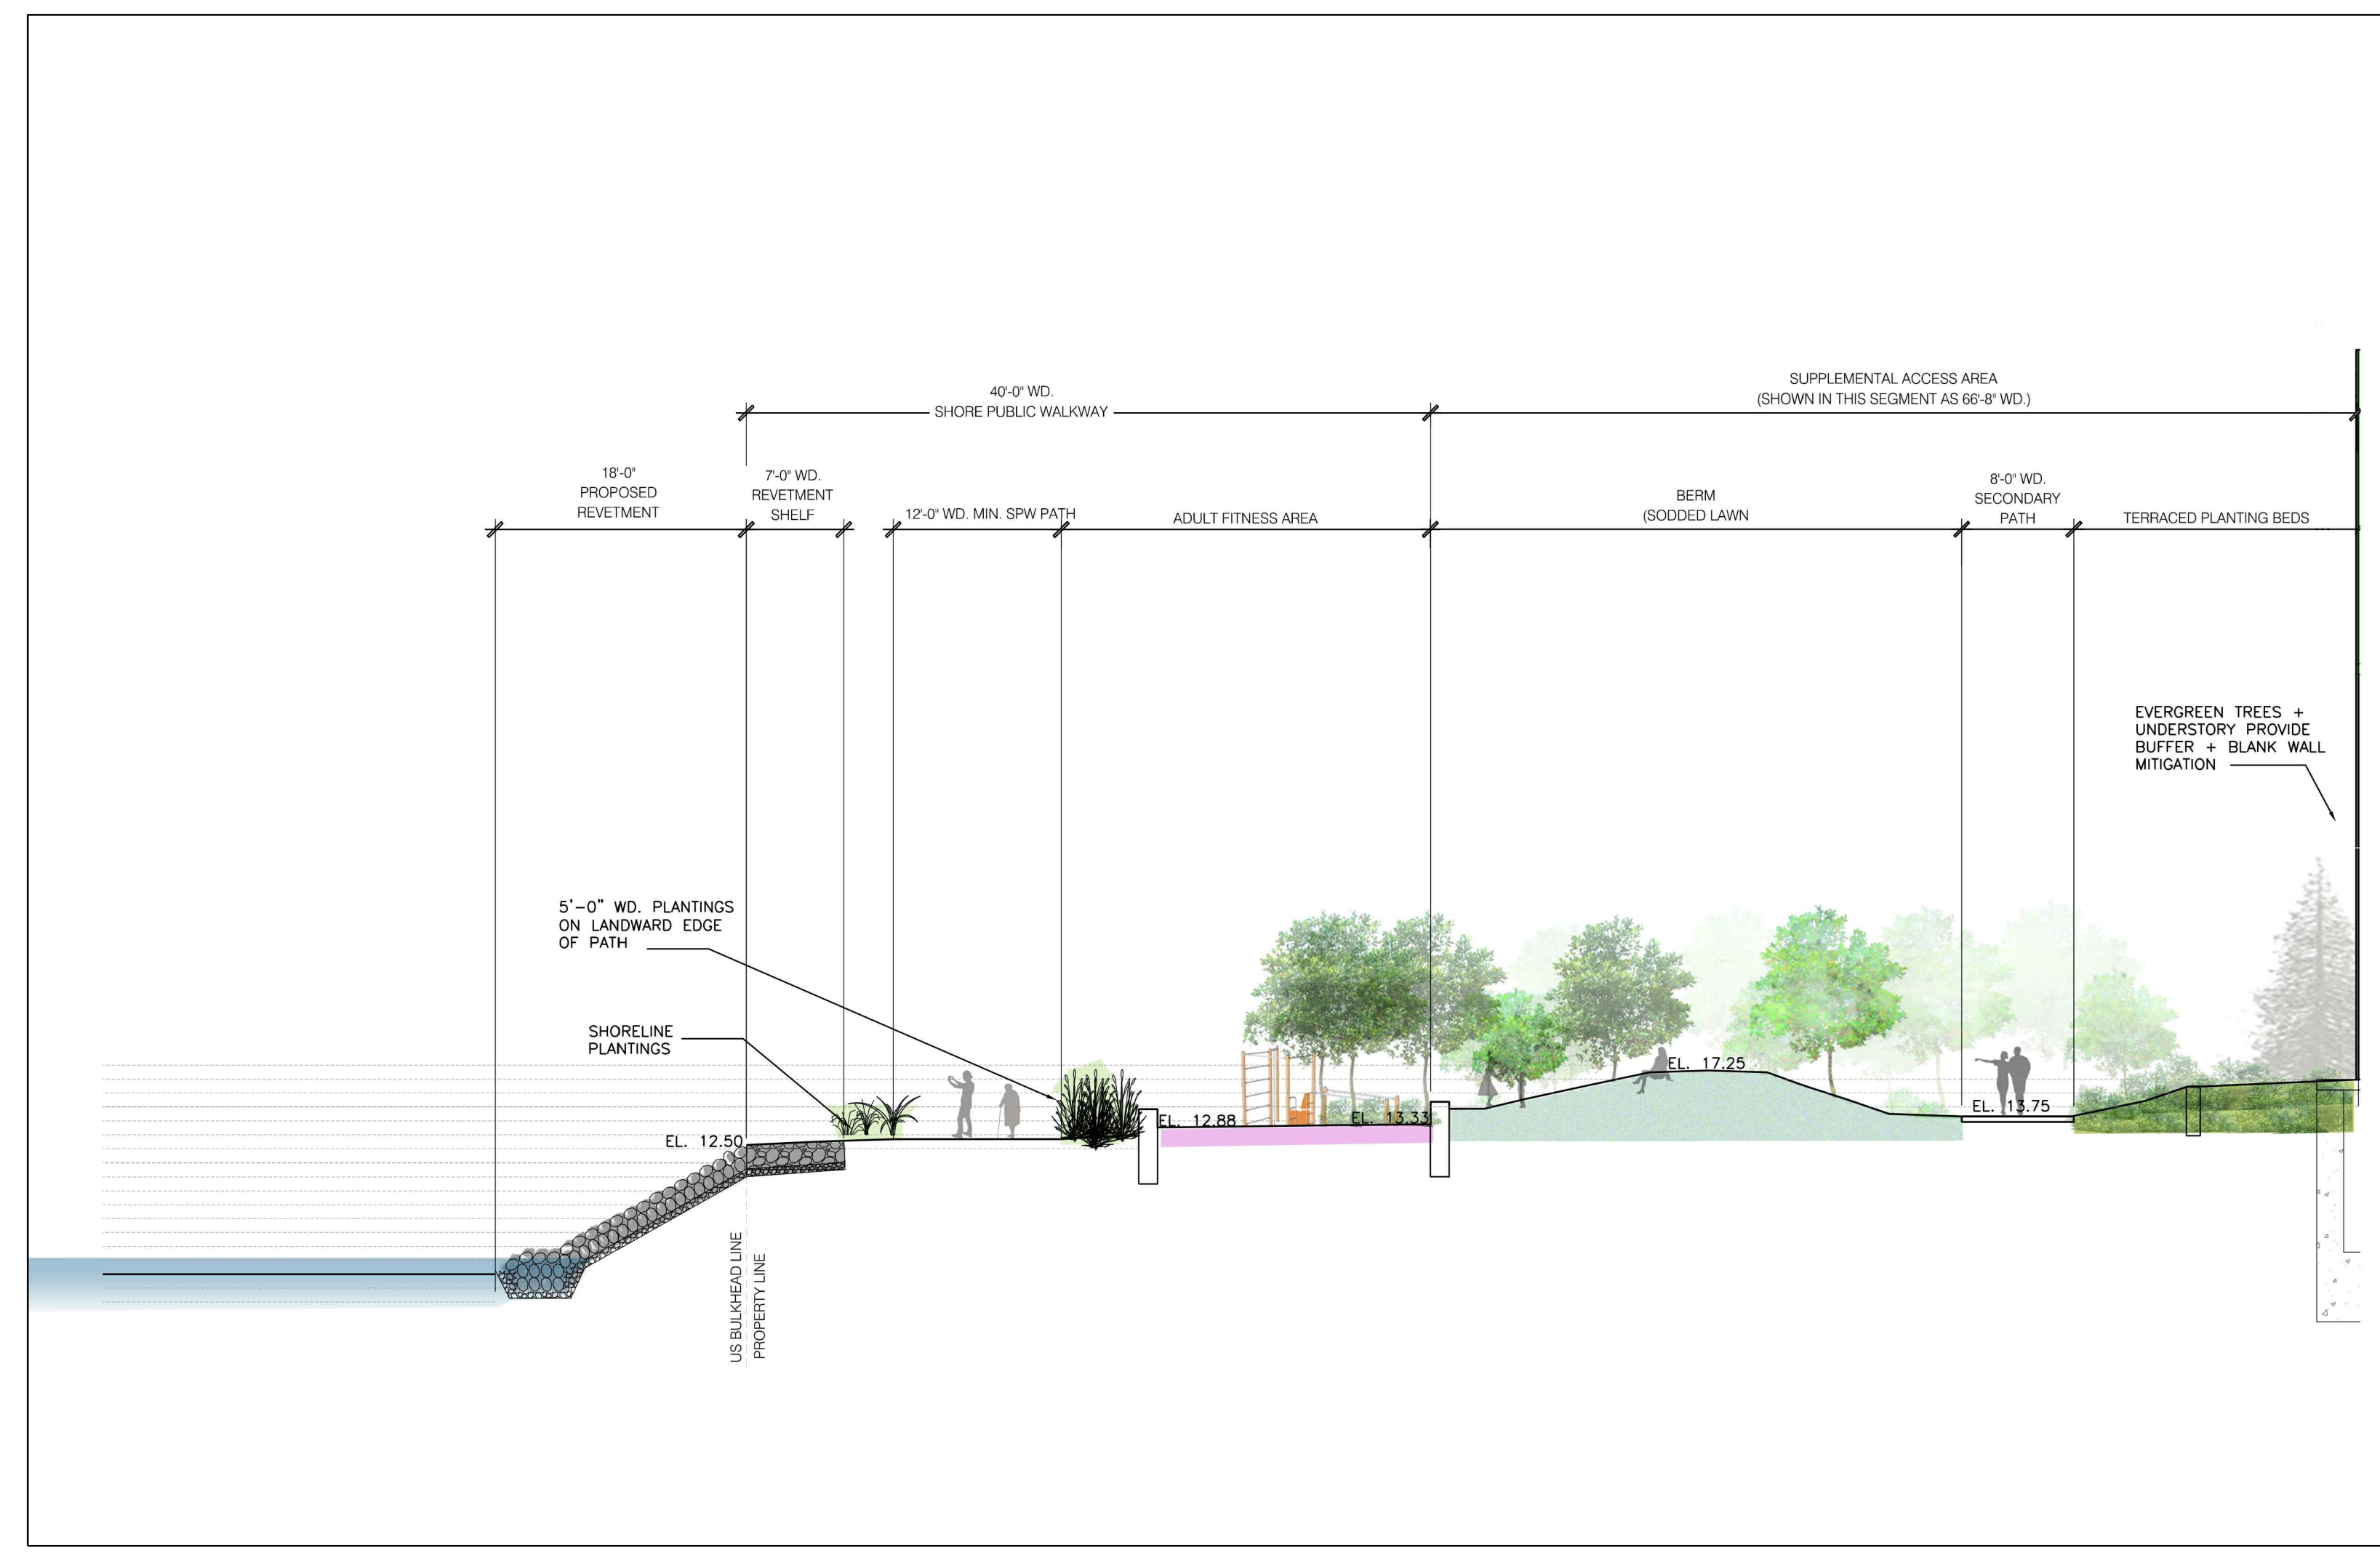 40'-0" WD.
SHORE PUBLIC WALKWAY
SUPPLEMENTAL ACCESS AREA
(SHOWN IN THIS SEGMENT AS 66'-8" WD.)
18'-0"
PROPOSED
REVETMENT
7'-0" WD.
REVETMENT
SHELF
12'-0" WD. MIN. SPW PATH
ADULT FITNESS AREA
BERM
(SODDED LAWN
8'-0" WD.
SECONDARY
PATH
TERRACED PLANTING BEDS
EVERGREEN TREES +
UNDERSTORY PROVIDE
BUFFER + BLANK WALL
MITIGATION
5'-0" WD. PLANTINGS
ON LANDWARD EDGE
OF PATH
SHORELINE
PLANTINGS
EL. 12.50
EL. 12.88
EL. 13.33
EL. 17.25
EL. 13.75
US BULKHEAD LINE
PROPERTY LINE